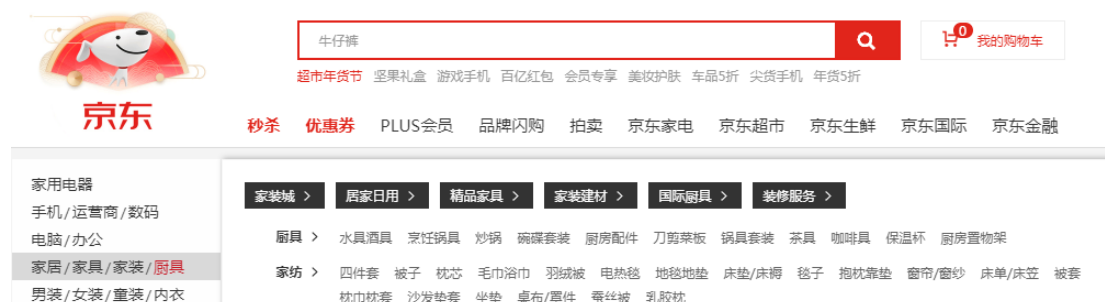 牛仔裤
0
我的购物车
超市年货节 坚果礼盒 游戏手机 百亿红包 会员专享 美妆护肤 车品5折 尖货手机 年货5折
京东
秒杀 优惠券 PLUS会员 品牌闪购 拍卖 京东家电 京东超市 京东生鲜 京东国际 京东金融
家用电器
手机/运营商/数码
电脑/办公
家居/家具/家装/厨具
男装/女装/童装/内衣
家装城 > 居家日用 > 精品家具 > 家装建材 > 国际厨具 > 装修服务 >
厨具 > 水具酒具 烹饪锅具 炒锅 碗碟套装 厨房配件 刀剪菜板 锅具套装 茶具 咖啡具 保温杯 厨房置物架
家纺 > 四件套 被子 枕芯 毛巾浴巾 羽绒被 电热毯 地毯地垫 床垫/床褥 毯子 抱枕靠垫 窗帘/窗纱 床单/床笠 被套
枕巾枕套 沙发垫套 坐垫 桌布/罩件 蚕丝被 乳胶枕